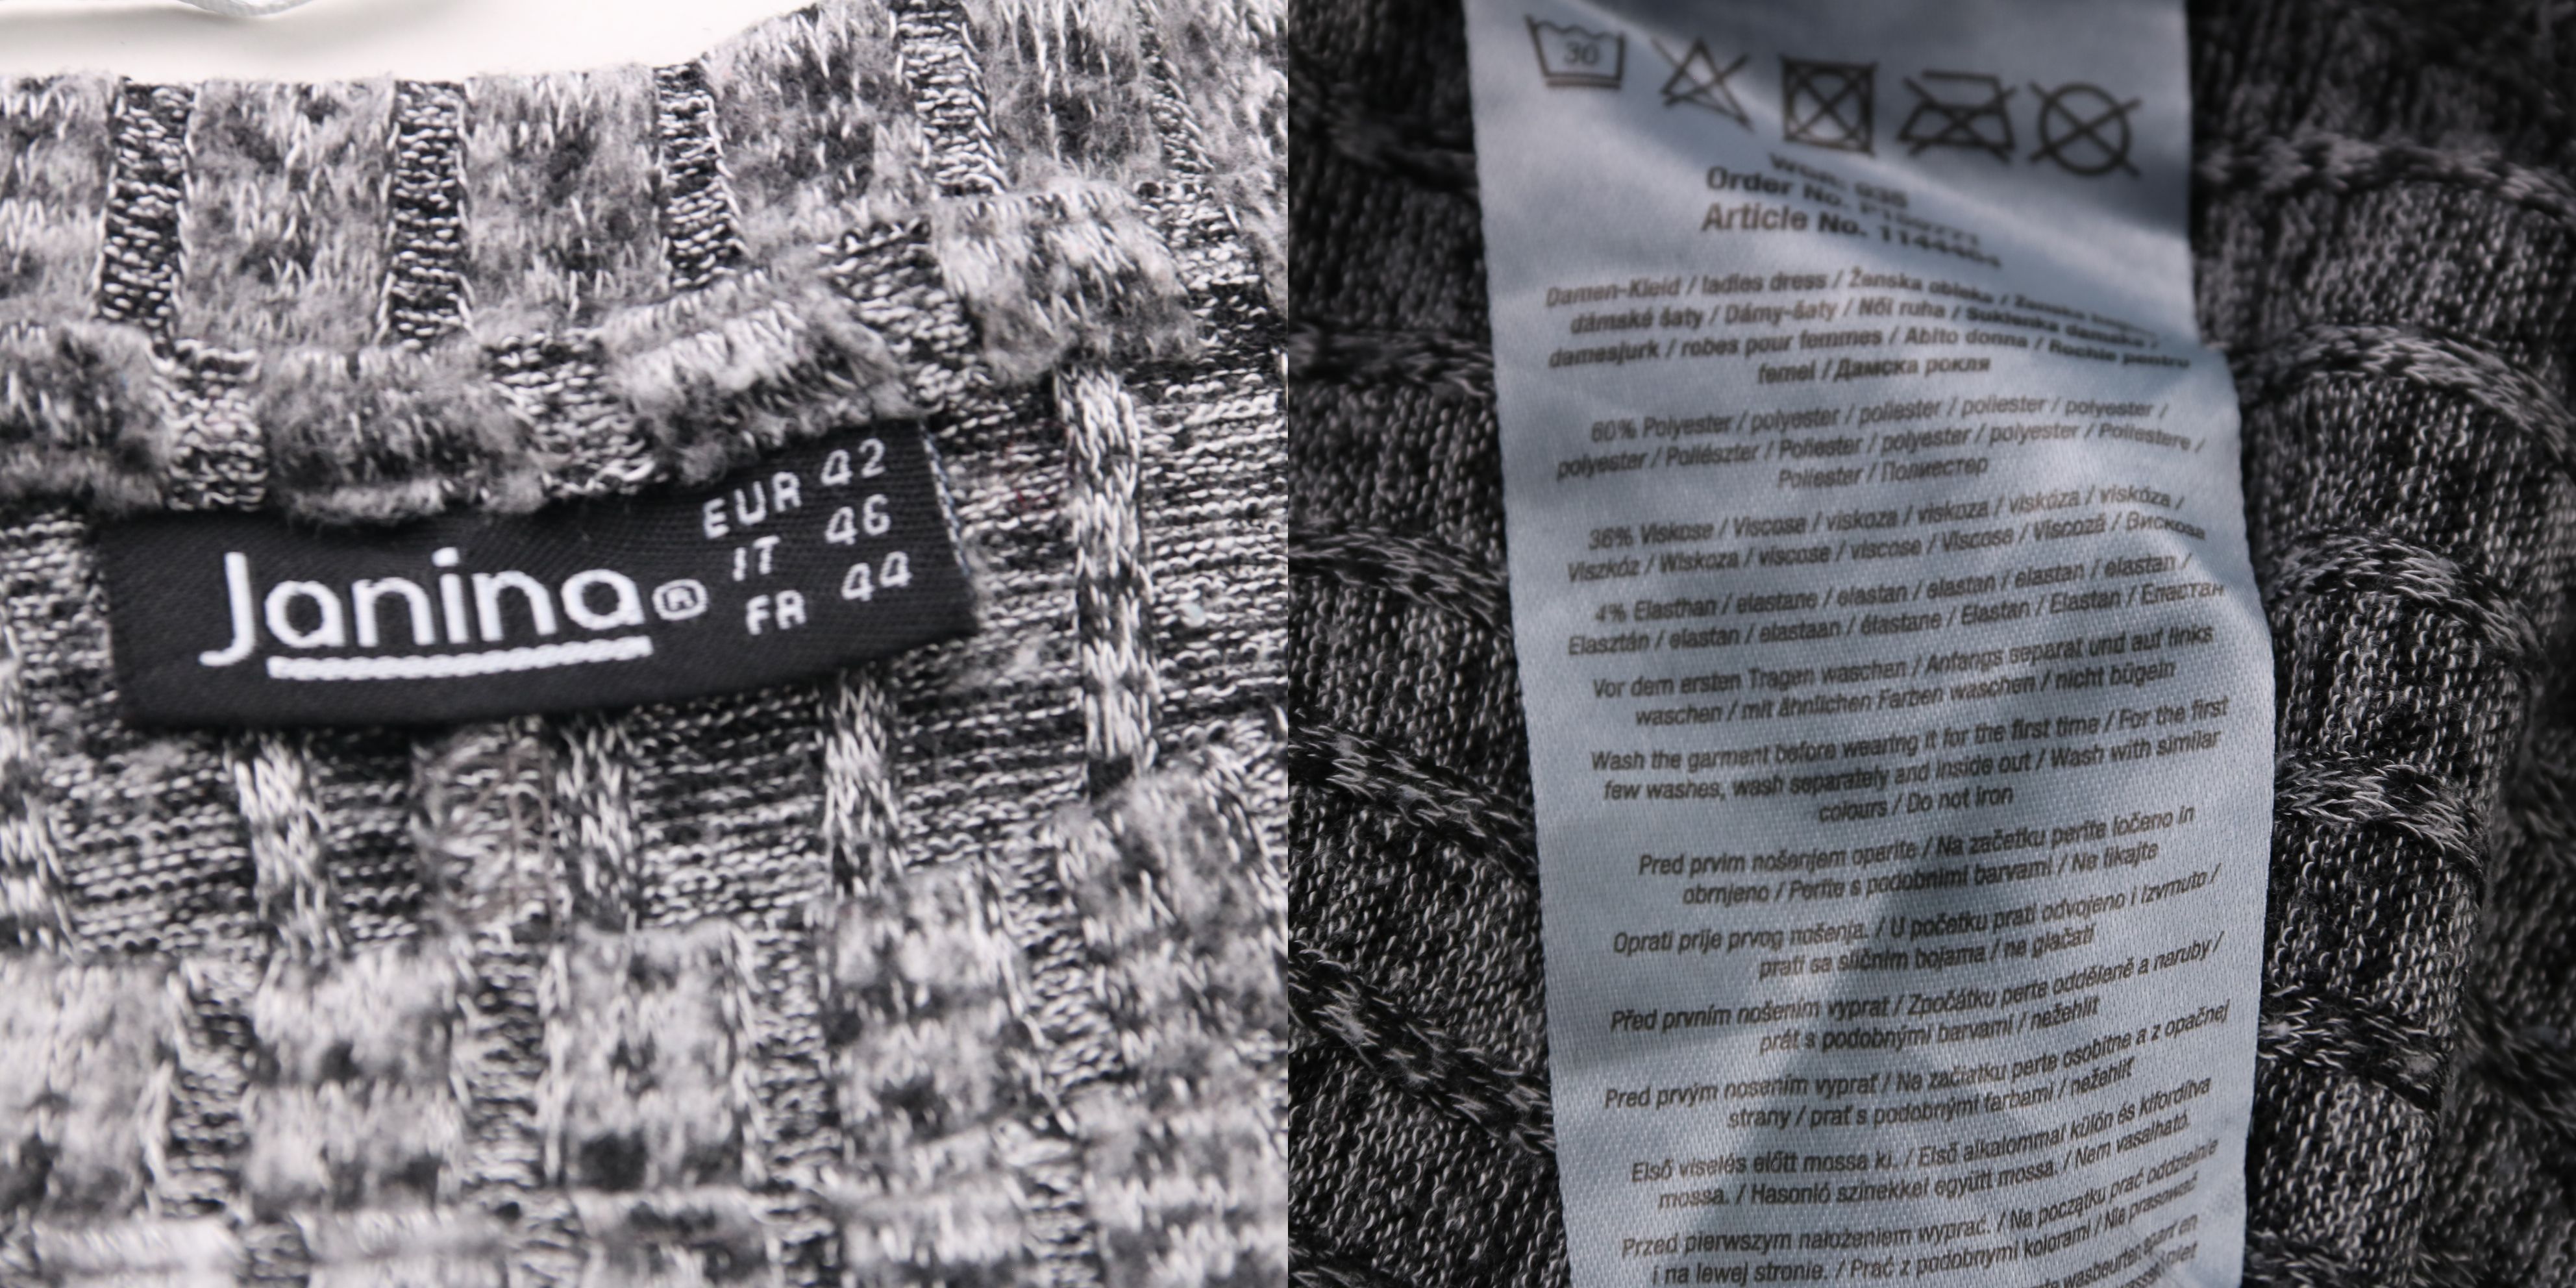 Janina®
EUR 42
IT 46
FR 44
30
Order No.
Article No.
Damen-Kleid / ladies dress / Ženska obleka /
dámské šaty / Dámy-šaty / Női ruha / Sukienka damska /
damesjurk / robes pour femmes / Abito donna / Rochie pentru
femei / Дамска рокля
60% Polyester / polyester / poliester / poliester / polyester /
polyester / Poliészter / Poliester / polyester / polyester / Poliestere /
Poliester / Полиестер
36% Viskose / Viscose / viskoza / viskoza / viskóza / viskóza /
Viszkóz / Wiskoza / viscose / viscose / Viscose / Viscoză / Вискоза
4% Elasthan / elastane / elastan / elastan / elastan / elastan /
Elasztán / elastan / elastaan / élastane / Elastan / Elastan / Еластан
Vor dem ersten Tragen waschen / Anfangs separat und auf links
waschen / mit ähnlichen Farben waschen / nicht bügeln
Wash the garment before wearing it for the first time / For the first
few washes, wash separately and inside out / Wash with similar
colours / Do not iron
Pred prvim nošenjem operite / Na začetku perite ločeno in
obrnjeno / Perite s podobnimi barvami / Ne likajte
Oprati prije prvog nošenja. / U početku prati odvojeno i izvrnuto /
prati sa sličnim bojama / ne glačati
Před prvním nošením vyprat / Zpočátku perte odděleně a naruby /
prát s podobnými barvami / nežehlit
Pred prvým nosením vyprať / Na začiatku perte osobitne a z opačnej
strany / prať s podobnými farbami / nežehliť
Első viselés előtt mossa ki. / Első alkalommal külön és kifordítva
mossa. / Hasonló színekkel együtt mossa. / Nem vasalható.
Przed pierwszym nałożeniem wyprać. / Na początku prać oddzielnie
i na lewej stronie. / Prać z podobnymi kolorami / Nie prasować
wasbeurten apart en
niet